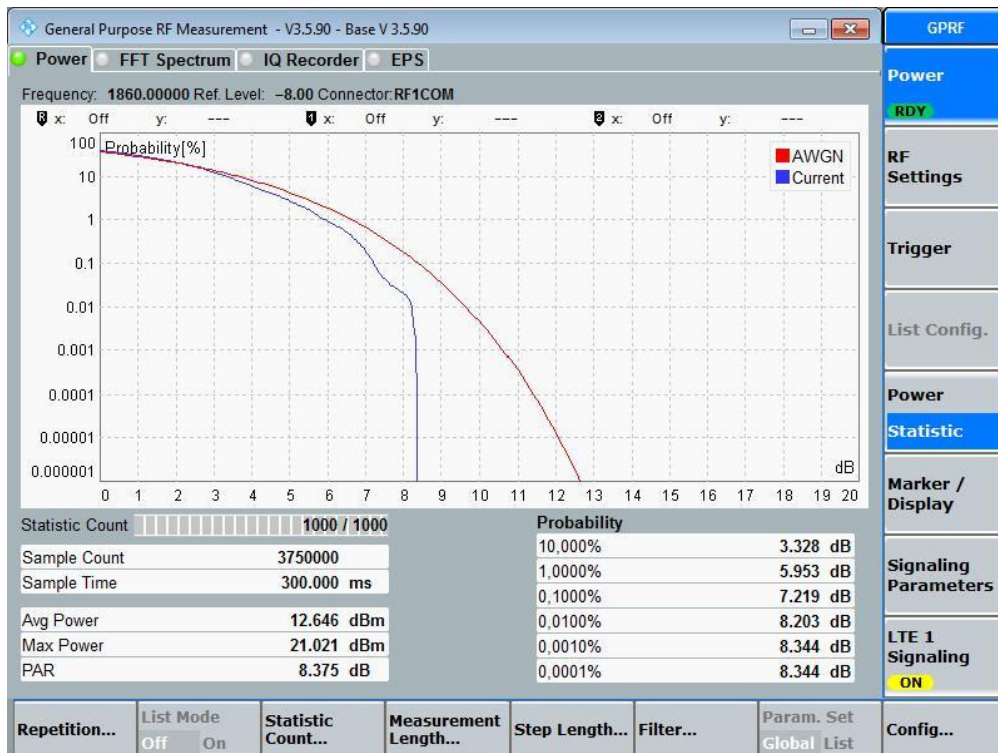 General Purpose RF Measurement - V3.5.90 - Base V 3.5.90
GPRF
Power FFT Spectrum IQ Recorder EPS
Frequency: 1860.00000 Ref. Level: -8.00 Connector:RF1COM
R x: Off y: --- 1 x: Off y: --- 2 x: Off y: ---
Probability[%]
AWGN
Current
100
10
1
0.1
0.01
0.001
0.0001
0.00001
0.000001
dB
0 1 2 3 4 5 6 7 8 9 10 11 12 13 14 15 16 17 18 19 20
Statistic Count 1000 / 1000
Sample Count 3750000
Sample Time 300.000 ms
Avg Power 12.646 dBm
Max Power 21.021 dBm
PAR 8.375 dB
Probability
10,000% 3.328 dB
1,0000% 5.953 dB
0,1000% 7.219 dB
0,0100% 8.203 dB
0,0010% 8.344 dB
0,0001% 8.344 dB
Power
RDY
RF
Settings
Trigger
List Config.
Power
Statistic
Marker /
Display
Signaling
Parameters
LTE 1
Signaling
ON
Repetition...
List Mode
Off On
Statistic
Count...
Measurement
Length...
Step Length...
Filter...
Param. Set
Global List
Config...